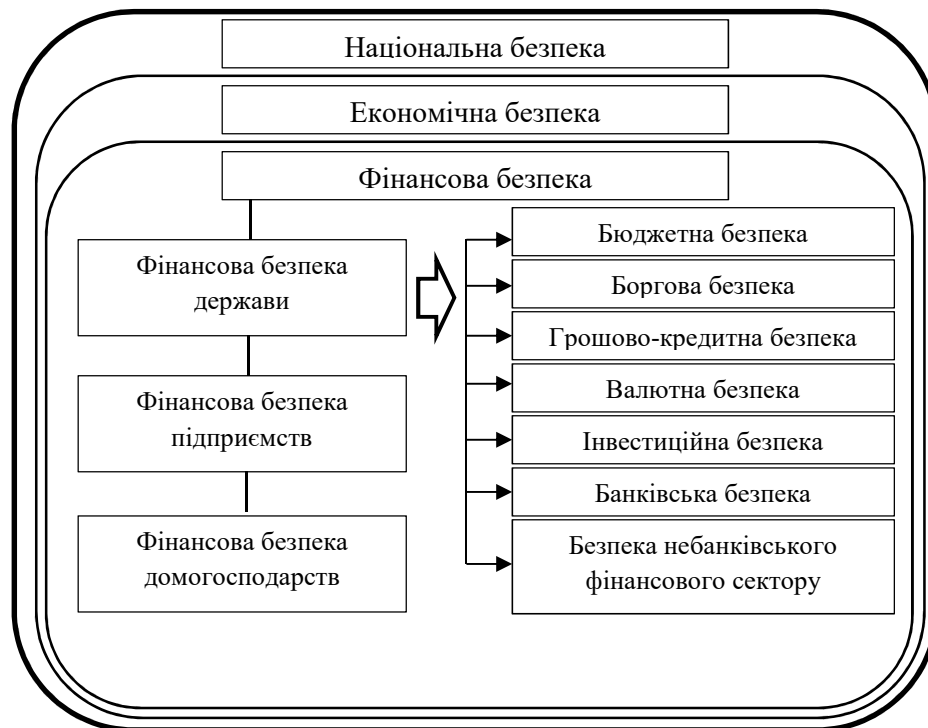 Національна безпека
Економічна безпека
Фінансова безпека
Фінансова безпека
держави
Фінансова безпека
підприємств
Фінансова безпека
домогосподарств
Бюджетна безпека
Боргова безпека
Грошово-кредитна безпека
Валютна безпека
Інвестиційна безпека
Банківська безпека
Безпека небанківського
фінансового сектору